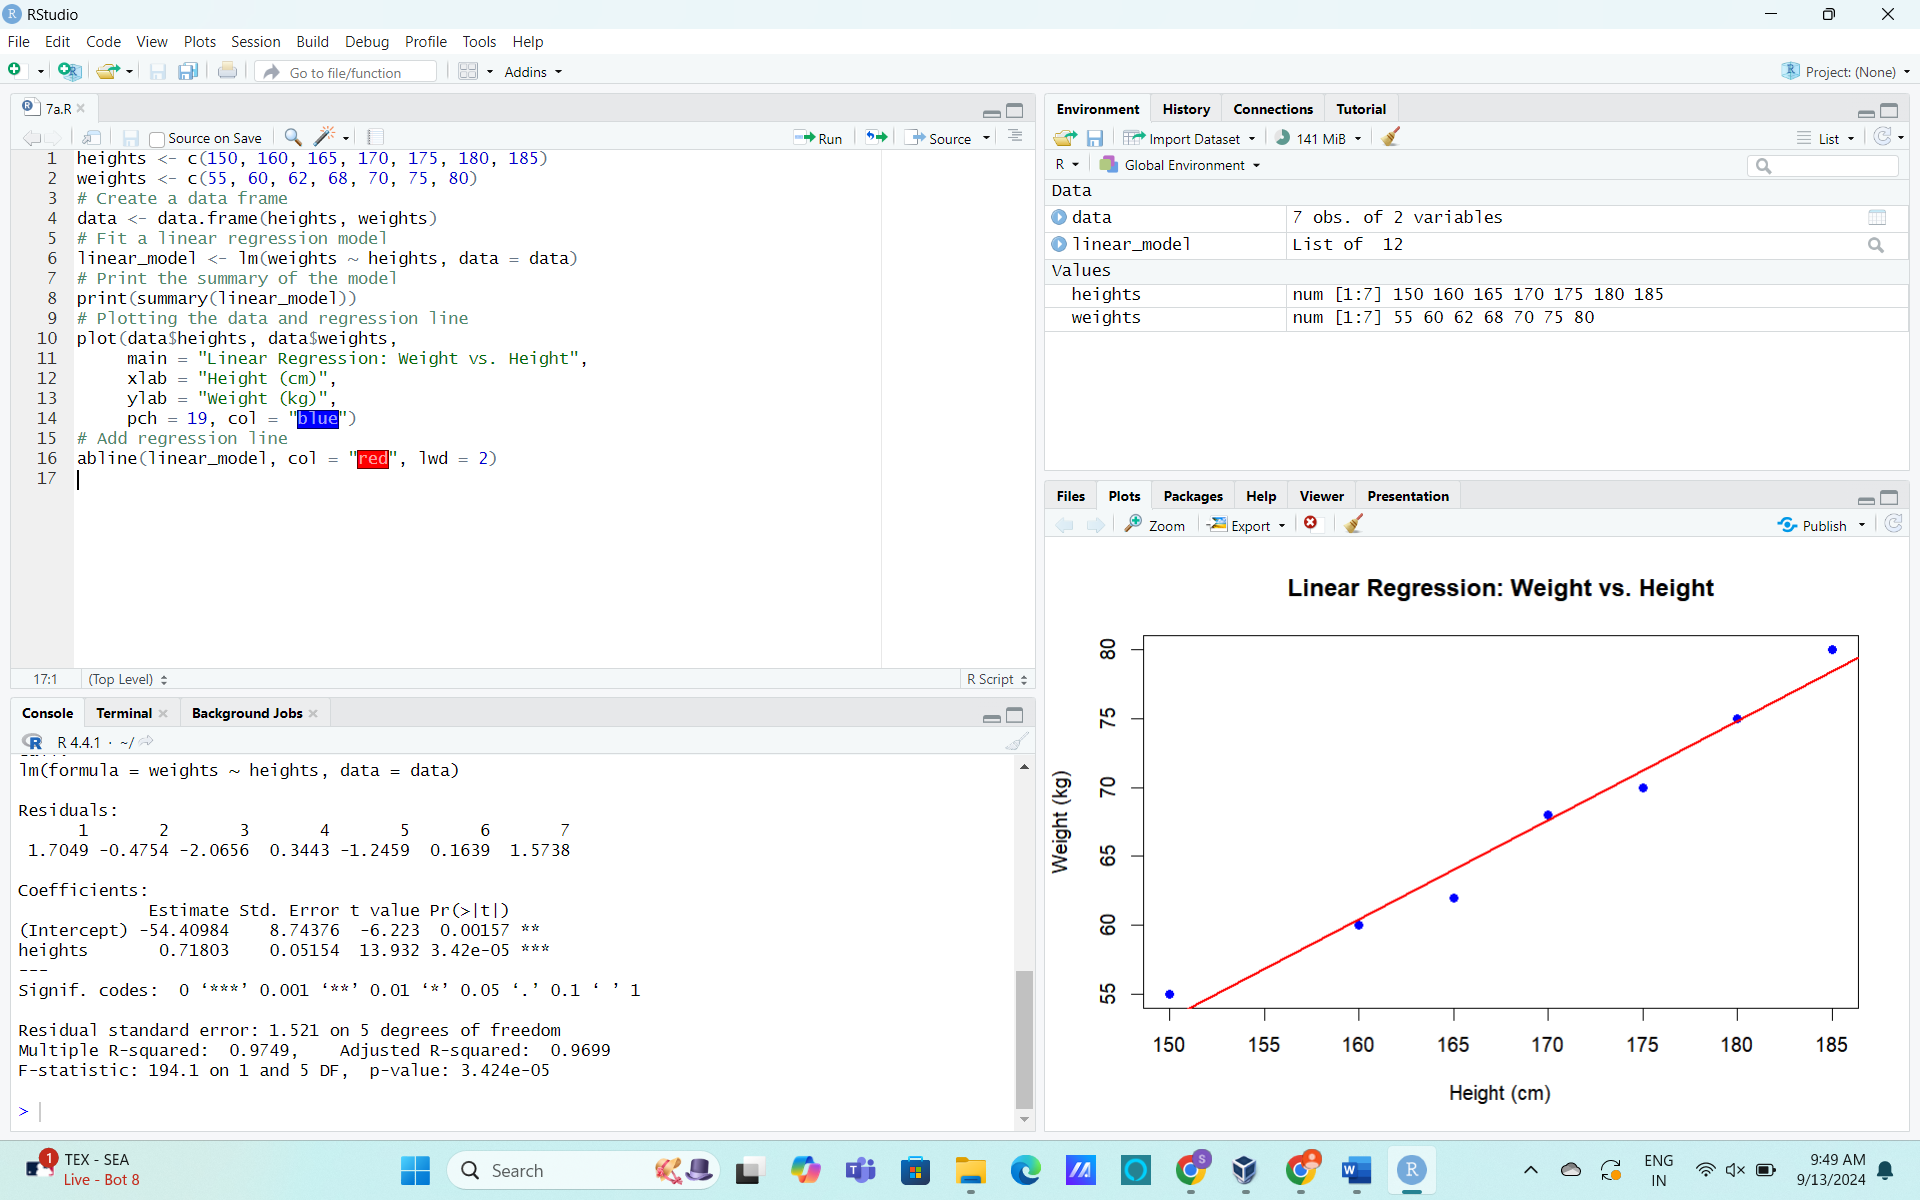 RStudio
File Edit Code View Plots Session Build Debug Profile Tools Help
Go to file/function Addins Project: (None)
7a.R
Source on Save Run Source
1 heights <- c(150, 160, 165, 170, 175, 180, 185)
2 weights <- c(55, 60, 62, 68, 70, 75, 80)
3 # Create a data frame
4 data <- data.frame(heights, weights)
5 # Fit a linear regression model
6 linear_model <- lm(weights ~ heights, data = data)
7 # Print the summary of the model
8 print(summary(linear_model))
9 # Plotting the data and regression line
10 plot(data$heights, data$weights,
11 main = "Linear Regression: Weight vs. Height",
12 xlab = "Height (cm)",
13 ylab = "Weight (kg)",
14 pch = 19, col = "blue")
15 # Add regression line
16 abline(linear_model, col = "red", lwd = 2)
17
17:1 (Top Level) R Script
Console Terminal Background Jobs
R 4.4.1 · ~/
lm(formula = weights ~ heights, data = data)
Residuals:
1 2 3 4 5 6 7
1.7049 -0.4754 -2.0656 0.3443 -1.2459 0.1639 1.5738
Coefficients:
Estimate Std. Error t value Pr(>|t|)
(Intercept) -54.40984 8.74376 -6.223 0.00157 **
heights 0.71803 0.05154 13.932 3.42e-05 ***
---
Signif. codes: 0 ‘***’ 0.001 ‘**’ 0.01 ‘*’ 0.05 ‘.’ 0.1 ‘ ’ 1
Residual standard error: 1.521 on 5 degrees of freedom
Multiple R-squared: 0.9749, Adjusted R-squared: 0.9699
F-statistic: 194.1 on 1 and 5 DF, p-value: 3.424e-05
>
Environment History Connections Tutorial
Import Dataset 141 MiB List
R Global Environment
Data
data 7 obs. of 2 variables
linear_model List of 12
Values
heights num [1:7] 150 160 165 170 175 180 185
weights num [1:7] 55 60 62 68 70 75 80
Files Plots Packages Help Viewer Presentation
Zoom Export Publish
Linear Regression: Weight vs. Height
Weight (kg)
80
75
70
65
60
55
150 155 160 165 170 175 180 185
Height (cm)
1
TEX - SEA
Live - Bot 8
Search
S
W
R
ENG
IN
9:49 AM
9/13/2024